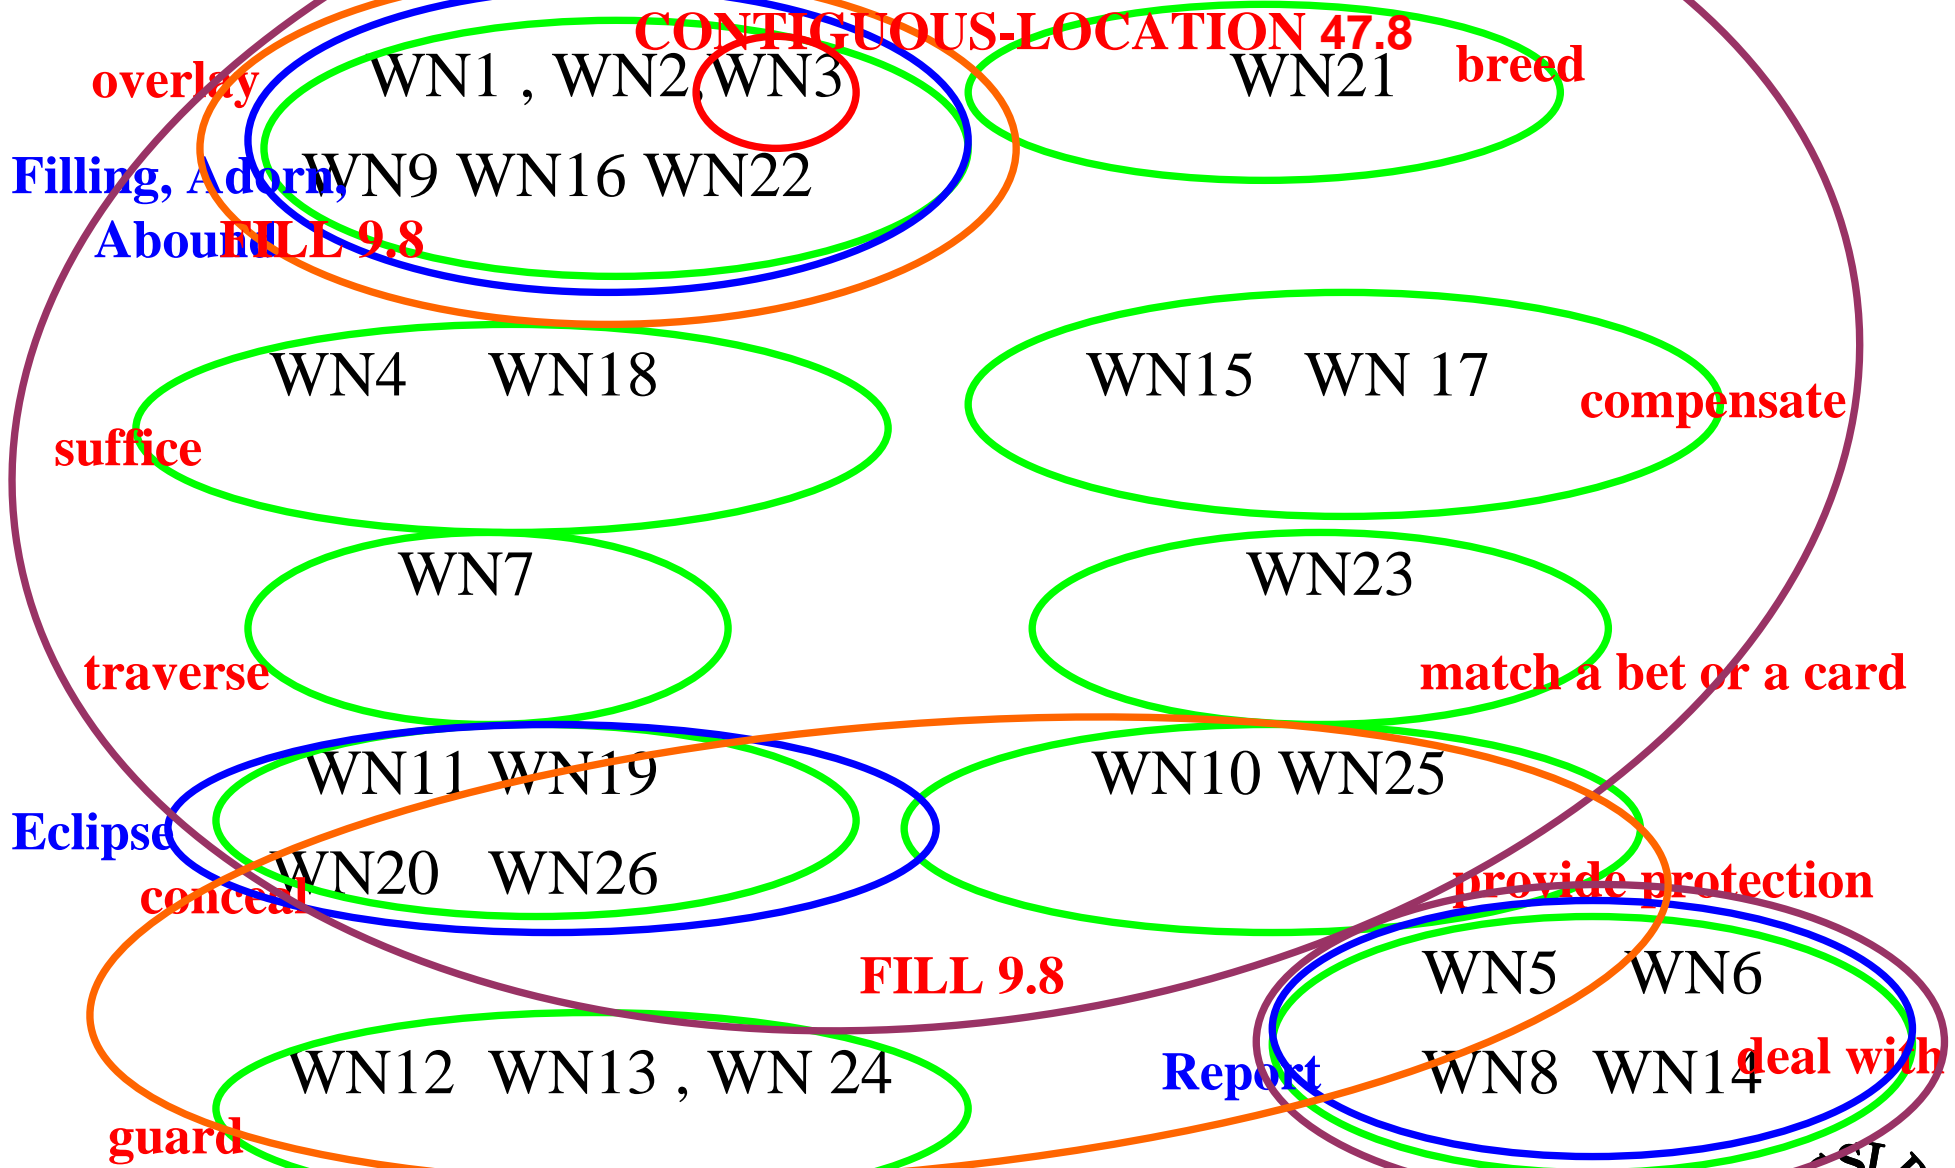 CONTIGUOUS-LOCATION 47.8
overlay WN1 , WN2,WN3 WN21 breed
Filling, Adorn, WN9 WN16 WN22
Abound FILL 9.8
WN4 WN18 WN15 WN 17
suffice compensate
WN7 WN23
traverse match a bet or a card
WN11 WN19 WN10 WN25
Eclipse
WN20 WN26
conceal provide protection
FILL 9.8 WN5 WN6
WN12 WN13 , WN 24 Report WN8 WN14 deal with
guard